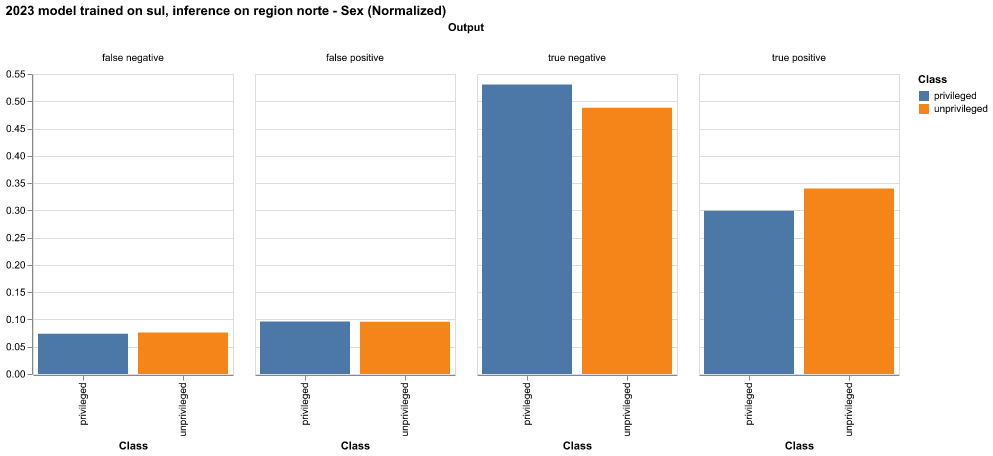 2023 model trained on sul, inference on region norte - Sex (Normalized)
Output
false negative
false positive
true negative
true positive
0.55
0.50
0.45
0.40
0.35
0.30
0.25
0.20
0.15
0.10
0.05
0.00
privileged
unprivileged
privileged
unprivileged
privileged
unprivileged
privileged
unprivileged
Class
Class
Class
Class
Class
privileged
unprivileged